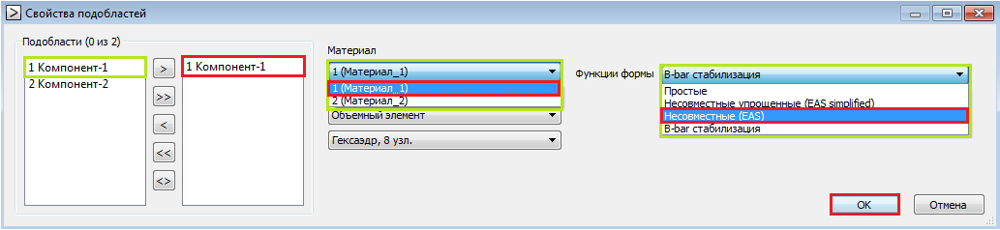 Свойства подобластей
Подобласти (0 из 2)
1 Компонент-1
2 Компонент-2
>
>>
<
<<
<>
1 Компонент-1
Материал
1 (Материал_1)
1 (Материал_1)
2 (Материал_2)
Объемный элемент
Гексаэдр, 8 узл.
Функции формы
B-bar стабилизация
Простые
Несовместные упрощенные (EAS simplified)
Несовместные (EAS)
B-bar стабилизация
OK
Отмена